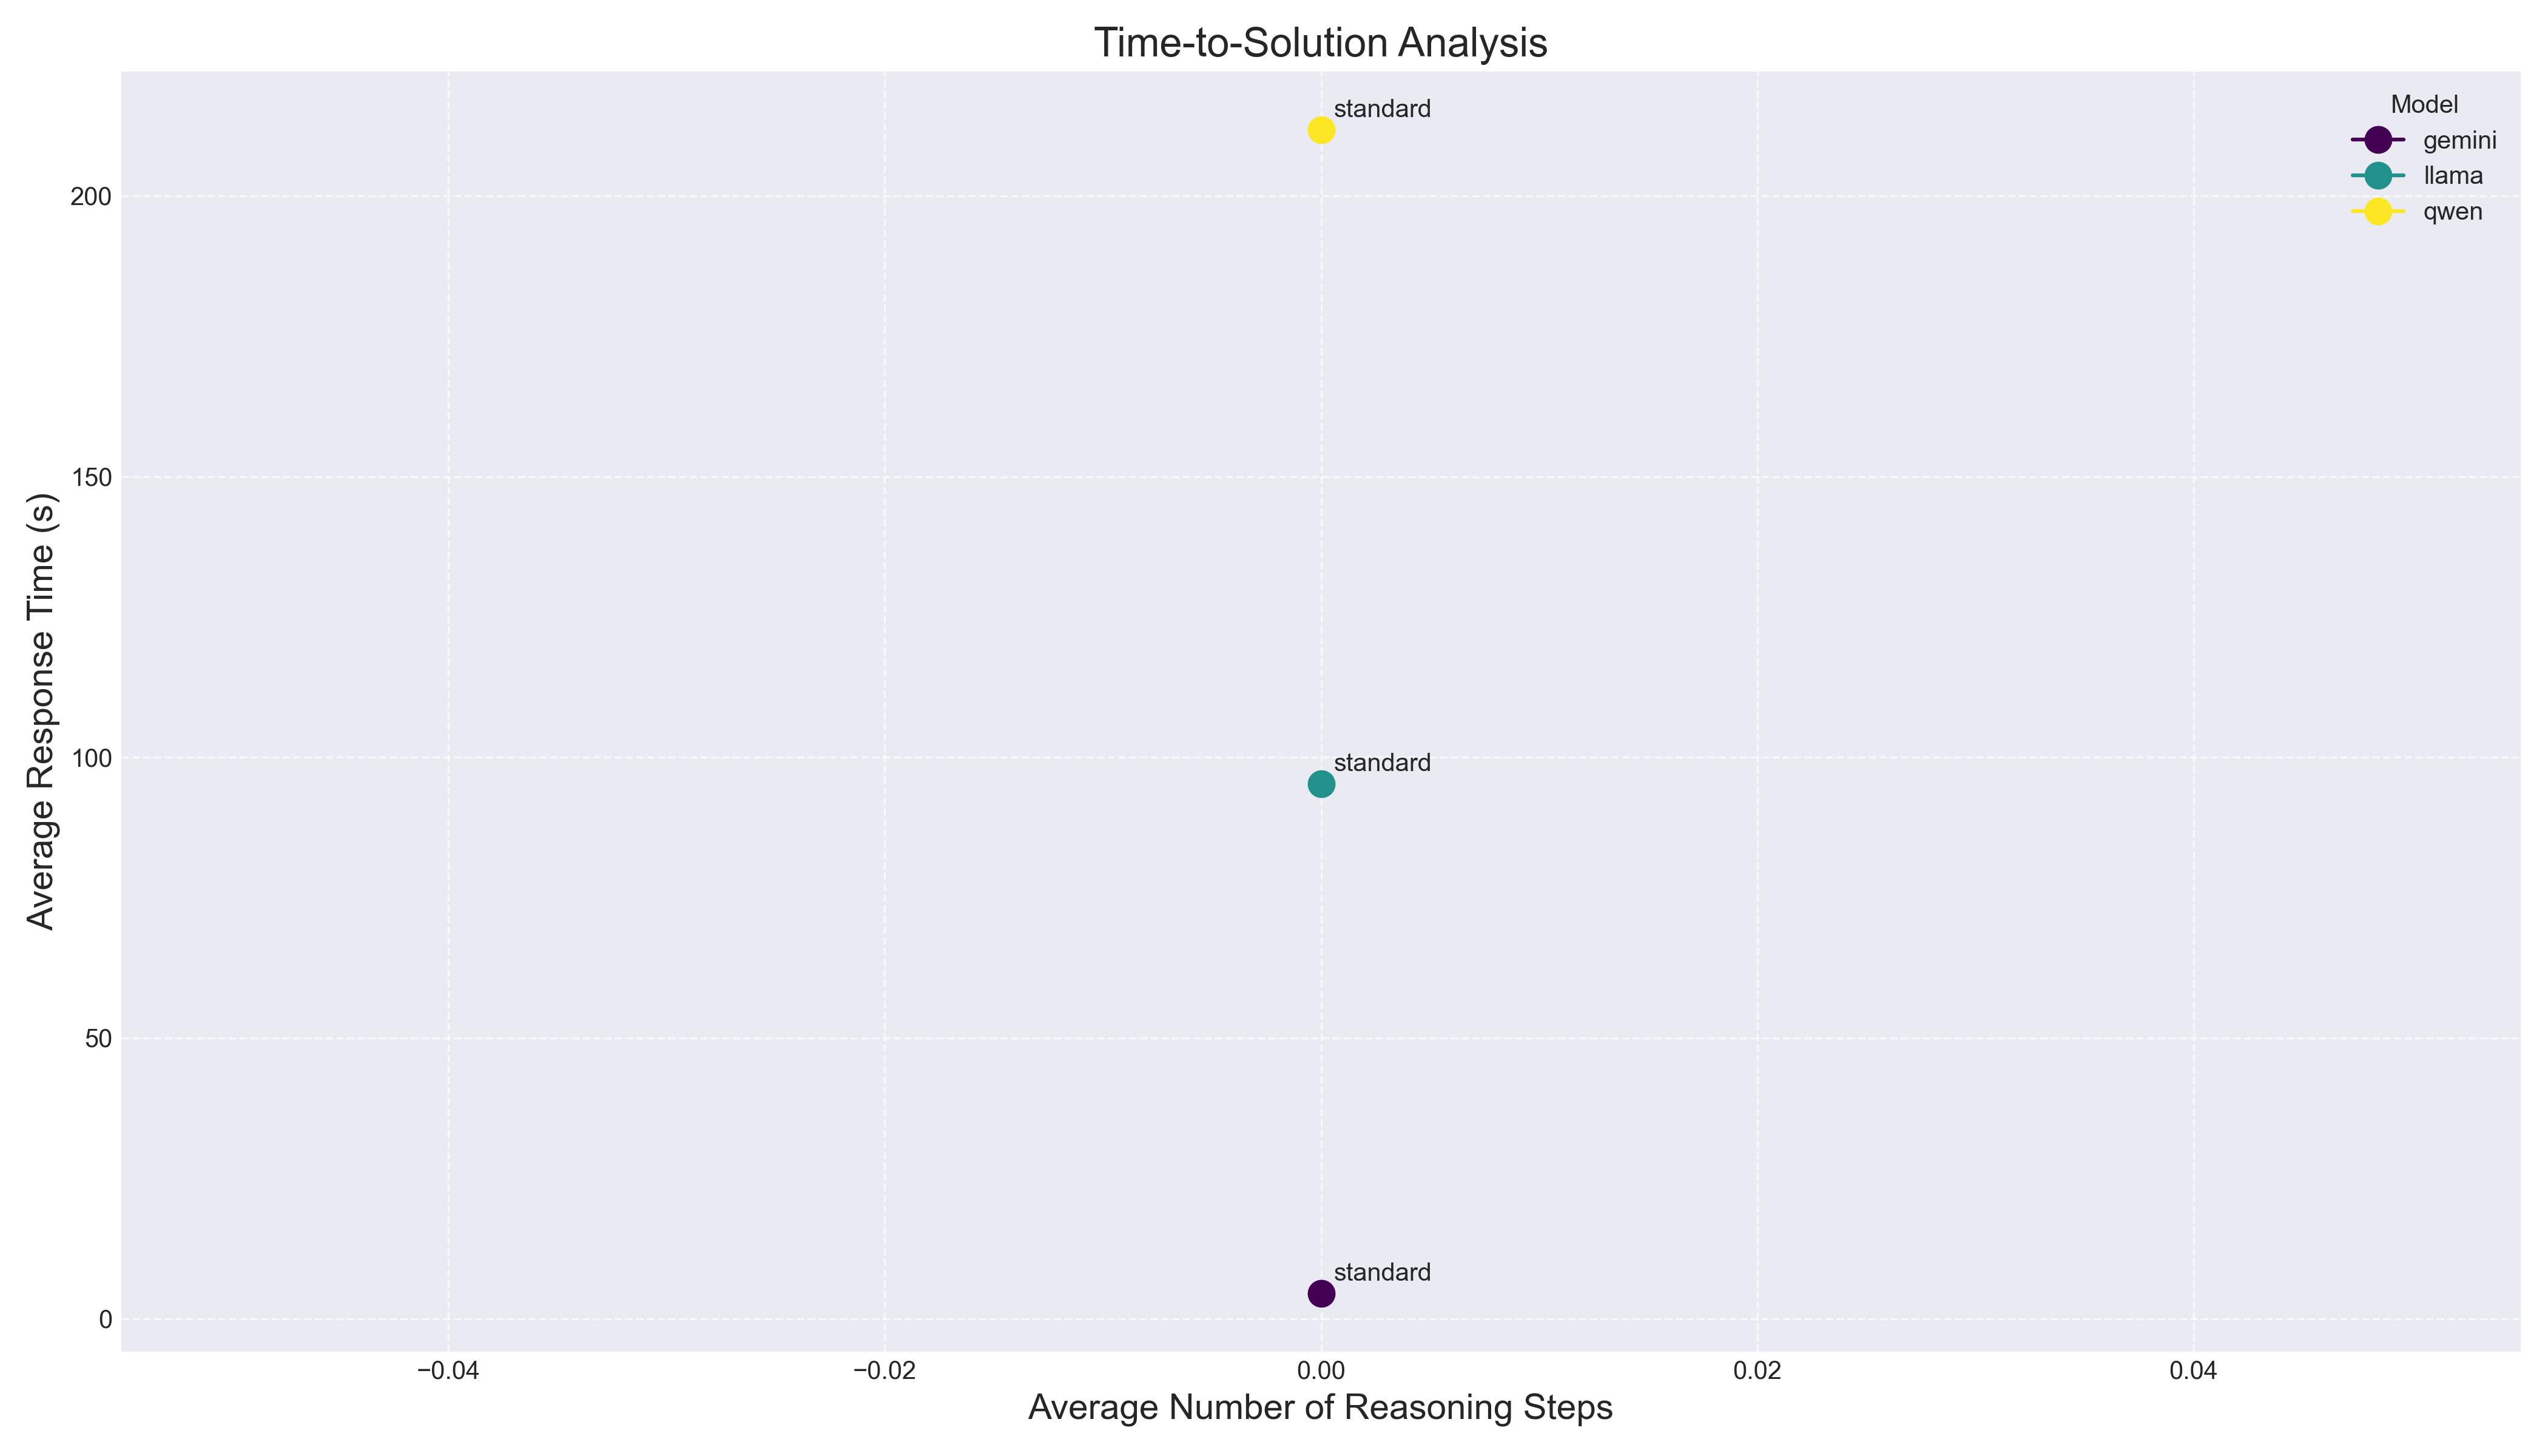 Time-to-Solution Analysis
standard
Model
gemini
llama
qwen
200
150
standard
100
50
standard
0
−0.04
−0.02
0.00
0.02
0.04
Average Response Time (s)
Average Number of Reasoning Steps